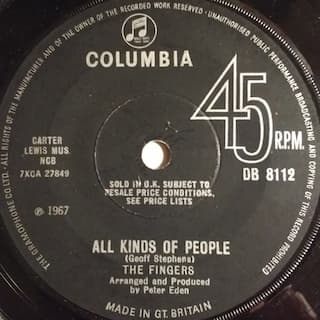 ALL RIGHTS OF THE MANUFACTURER AND OF THE OWNER OF THE RECORDED WORK RESERVED. UNAUTHORISED PUBLIC PERFORMANCE BROADCASTING AND COPYING OF THIS RECORD PROHIBITED
COLUMBIA
45
R.P.M.
CARTER
LEWIS MUS.
NCB
7XCA 27849
DB 8112
SOLD IN U.K. SUBJECT TO
RESALE PRICE CONDITIONS.
SEE PRICE LISTS
℗ 1967
ALL KINDS OF PEOPLE
(Geoff Stephens)
THE FINGERS
Arranged and Produced
by Peter Eden
THE GRAMOPHONE CO. LTD.
MADE IN GT. BRITAIN